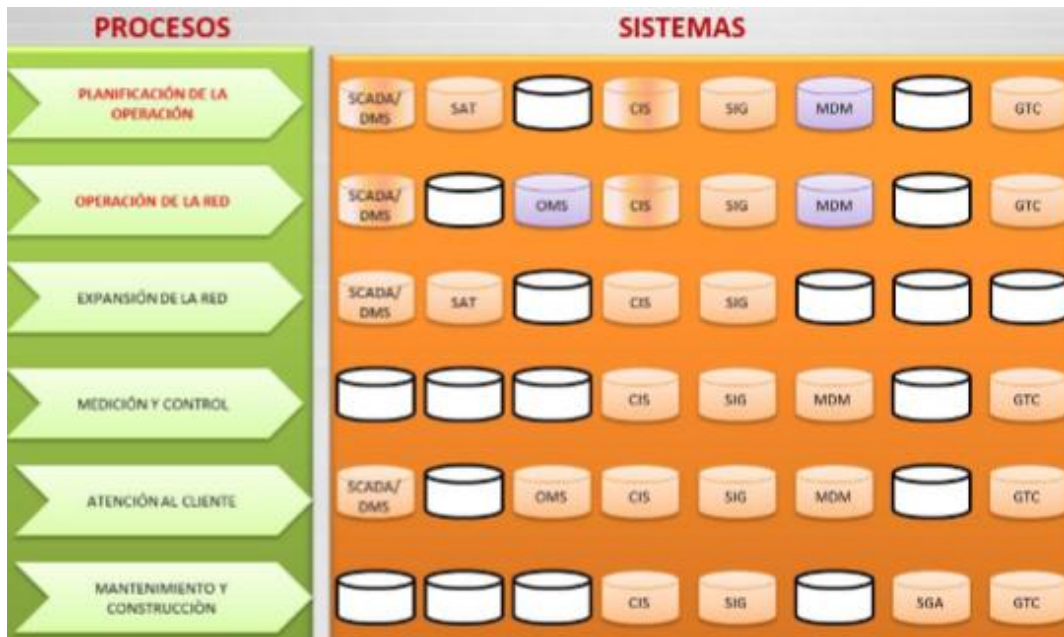 PROCESOS SISTEMAS
PLANIFICACIÓN DE LA
OPERACIÓN
SCADA/
DMS
SAT
CIS
SIG
MDM
GTC
OPERACIÓN DE LA RED
SCADA/
DMS
OMS
CIS
SIG
MDM
GTC
EXPANSIÓN DE LA RED
SCADA/
DMS
SAT
CIS
SIG
MEDICIÓN Y CONTROL
CIS
SIG
MDM
GTC
ATENCIÓN AL CLIENTE
SCADA/
DMS
OMS
CIS
SIG
MDM
GTC
MANTENIMIENTO Y
CONSTRUCCIÒN
CIS
SIG
SGA
GTC